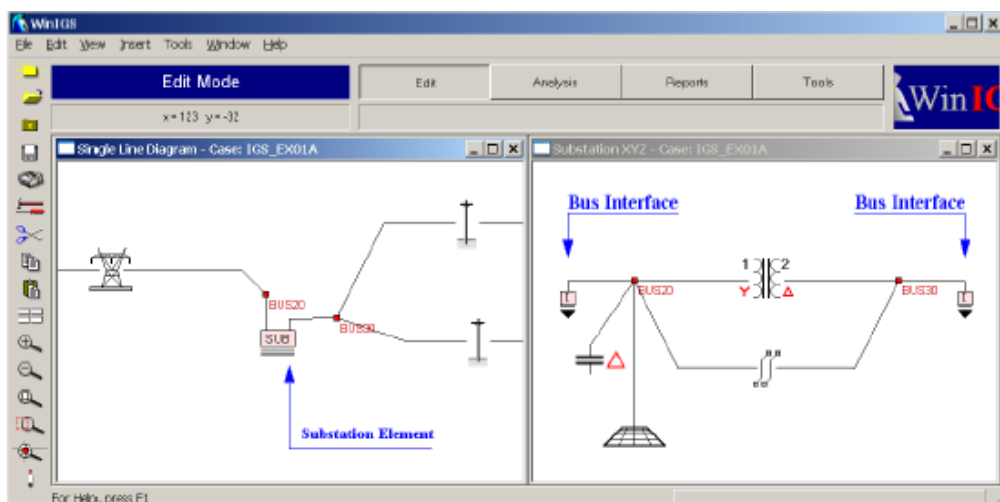 WinIGS
File Edit View Insert Tools Window Help
Edit Mode
Edit
Analysis
Reports
Tools
WinIG
x=123 y=-32
Single Line Diagram - Case: IGS_EX01A
Substation XYZ - Case: IGS_EX01A
Bus Interface
Bus Interface
1 2
BUS20
BUS30
SUB
Substation Element
Y
BUS20
BUS30
For Help, press F1